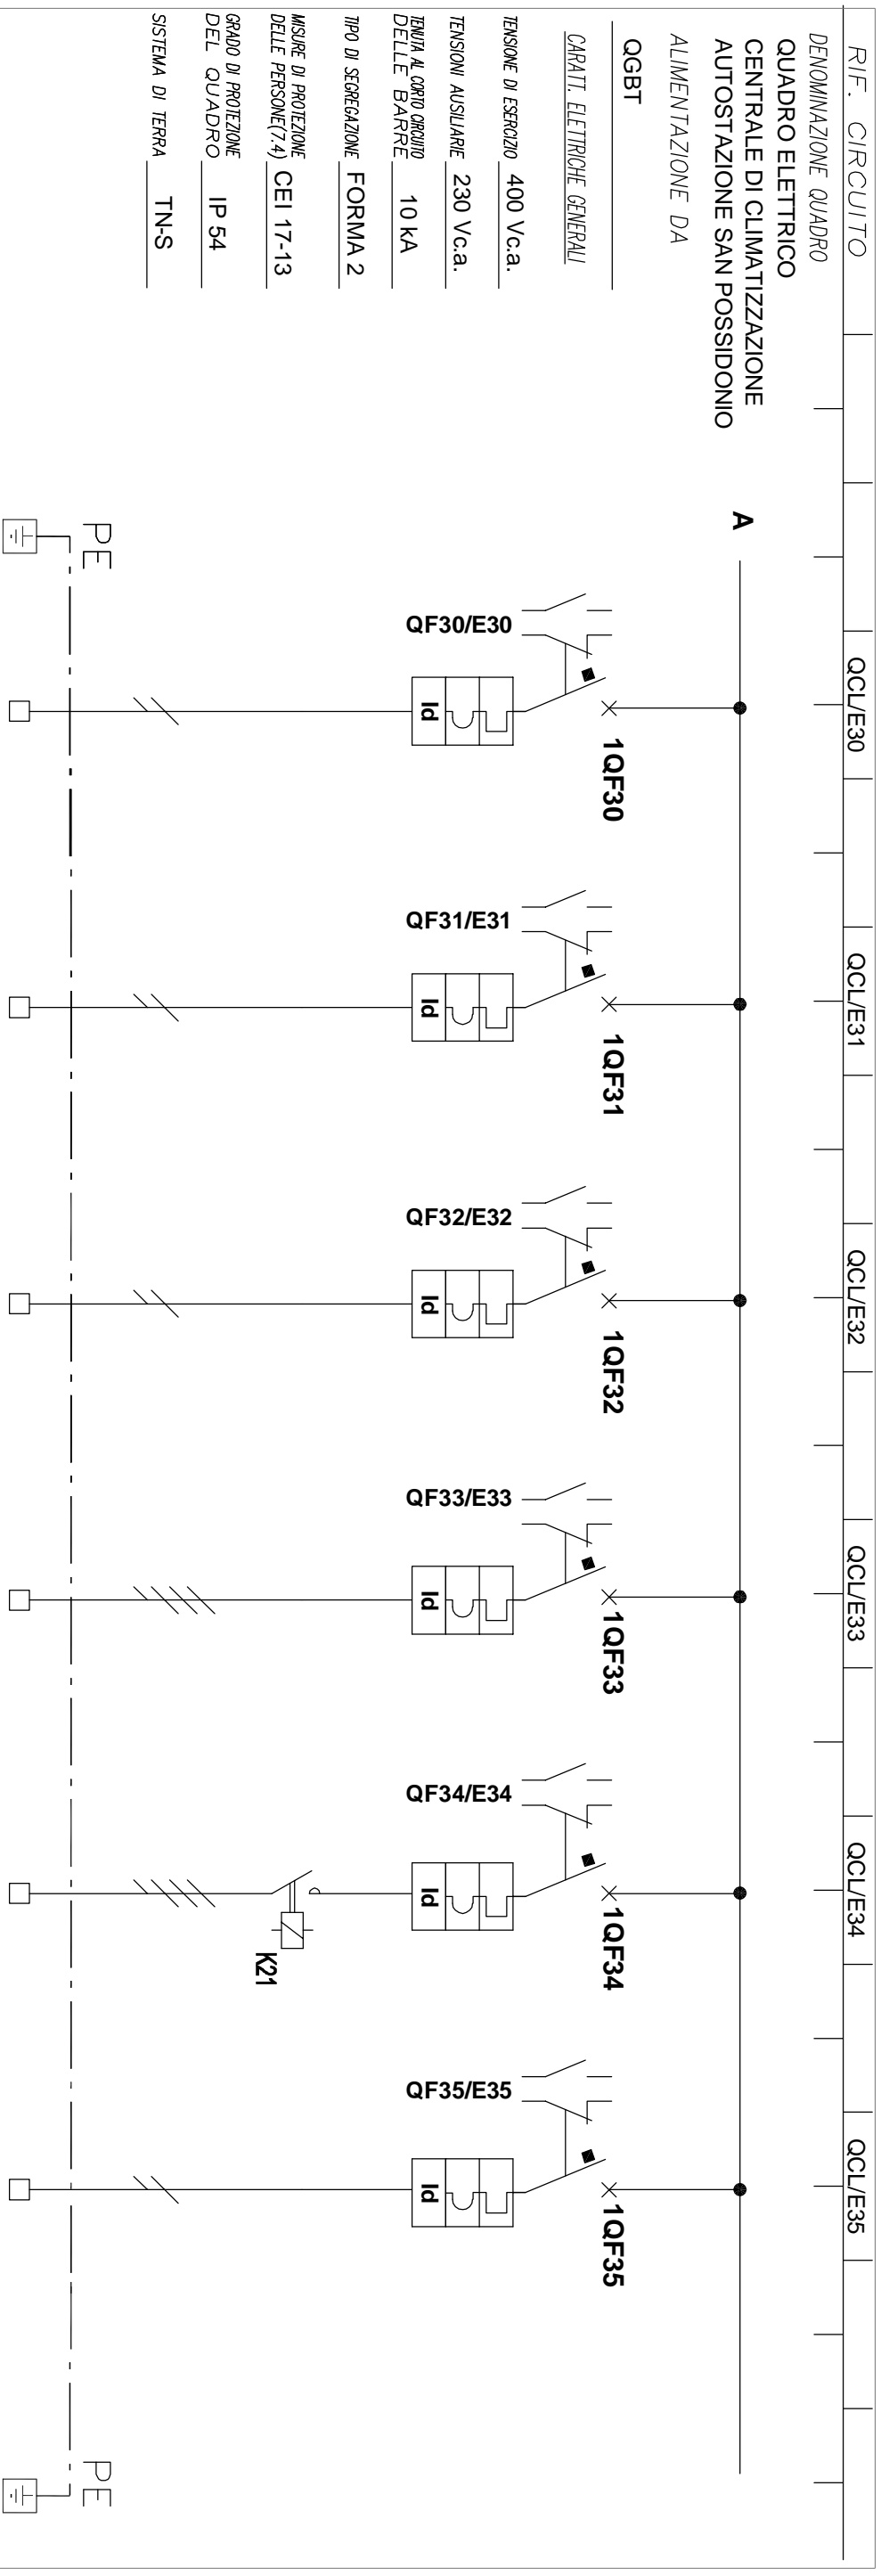 RIF. CIRCUITO
QCL/E30
QCL/E31
QCL/E32
QCL/E33
QCL/E34
QCL/E35
DENOMINAZIONE QUADRO
QUADRO ELETTRICO
CENTRALE DI CLIMATIZZAZIONE
AUTOSTAZIONE SAN POSSIDONIO
ALIMENTAZIONE DA
QGBT
CARATT. ELETTRICHE GENERALI
TENSIONE DI ESERCIZIO 400 Vc.a.
TENSIONI AUSILIARIE 230 Vc.a.
TENUTA AL CORTO CIRCUITO
DELLE BARRE 10 kA
TIPO DI SEGREGAZIONE FORMA 2
MISURE DI PROTEZIONE
DELLE PERSONE(7.4) CEI 17-13
GRADO DI PROTEZIONE
DEL QUADRO IP 54
SISTEMA DI TERRA TN-S
A
1QF30
1QF31
1QF32
1QF33
1QF34
1QF35
QF30/E30
QF31/E31
QF32/E32
QF33/E33
QF34/E34
QF35/E35
Id
Id
Id
Id
Id
Id
K21
PE
PE